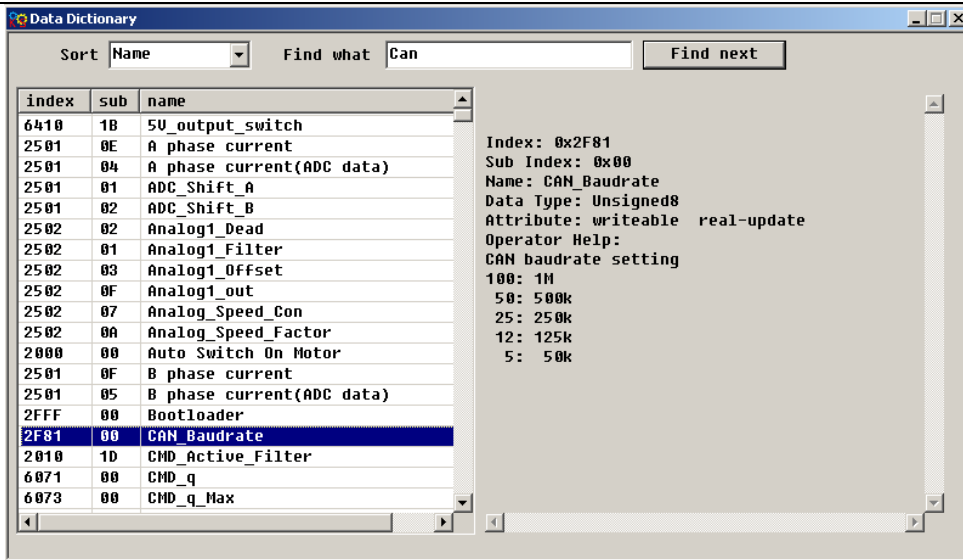 Data Dictionary
Sort Name Find what Can Find next
index sub name
6410 1B 5V_output_switch
2501 0E A phase current
2501 04 A phase current(ADC data)
2501 01 ADC_Shift_A
2501 02 ADC_Shift_B
2502 02 Analog1_Dead
2502 01 Analog1_Filter
2502 03 Analog1_Offset
2502 0F Analog1_out
2502 07 Analog_Speed_Con
2502 0A Analog_Speed_Factor
2000 00 Auto Switch On Motor
2501 0F B phase current
2501 05 B phase current(ADC data)
2FFF 00 Bootloader
2F81 00 CAN_Baudrate
2010 1D CMD_Active_Filter
6071 00 CMD_q
6073 00 CMD_q_Max
Index: 0x2F81
Sub Index: 0x00
Name: CAN_Baudrate
Data Type: Unsigned8
Attribute: writeable real-update
Operator Help:
CAN baudrate setting
100: 1M
50: 500k
25: 250k
12: 125k
5: 50k